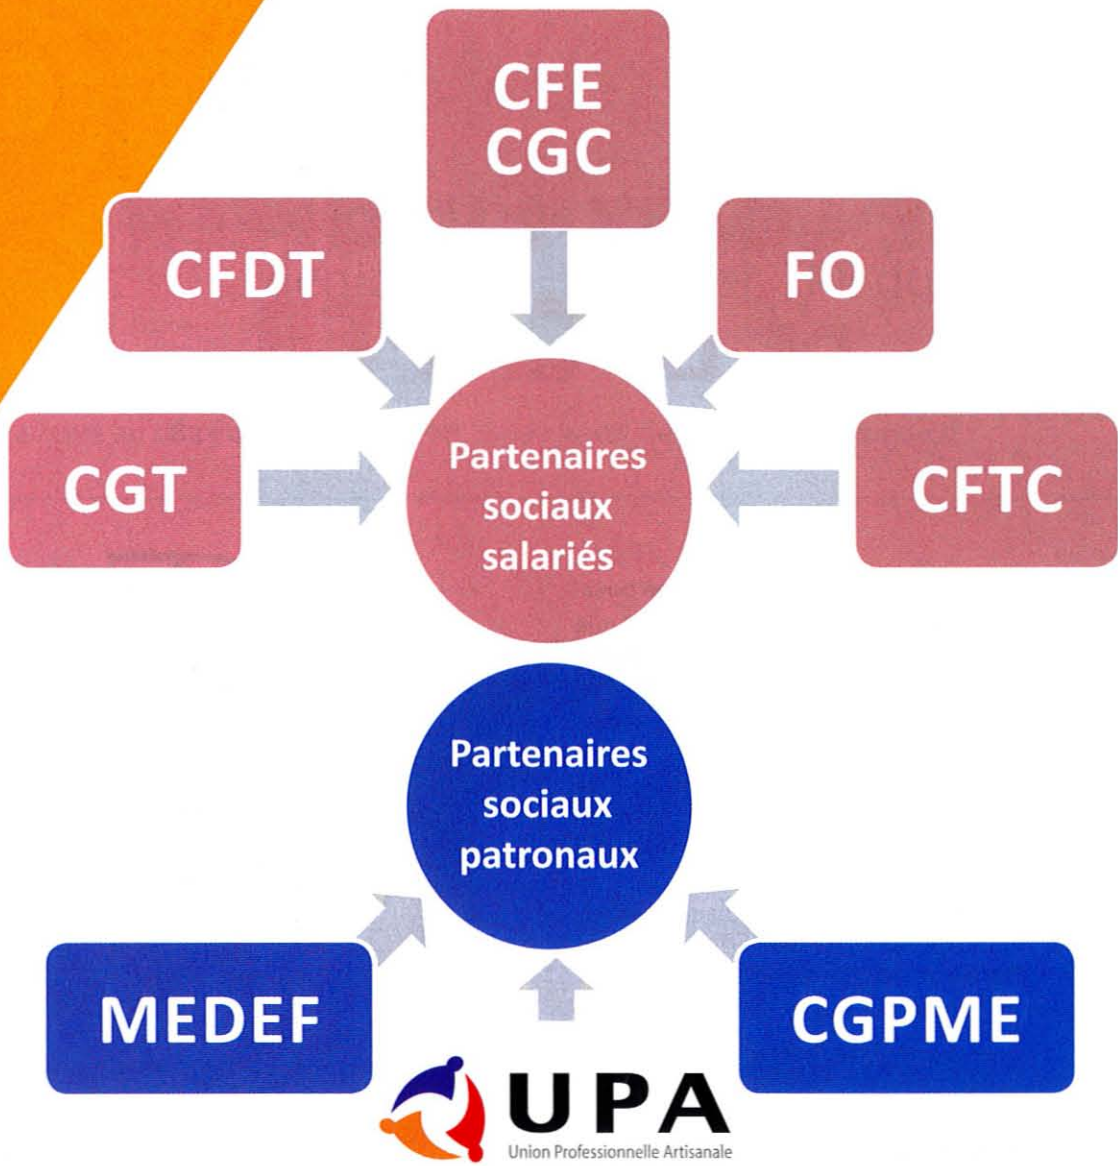 CFE
CGC
CFDT
FO
CGT
CFTC
Partenaires
sociaux
salariés
Partenaires
sociaux
patronaux
MEDEF
CGPME
UPA
Union Professionnelle Artisanale